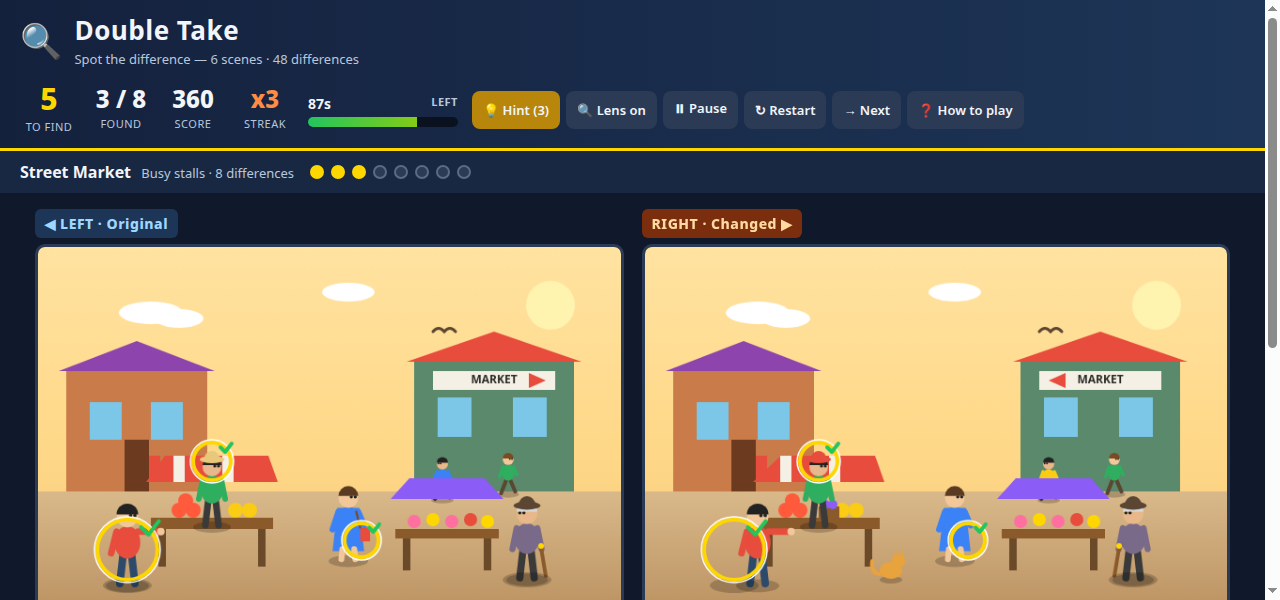 Double Take
Spot the difference — 6 scenes · 48 differences
5
TO FIND
3 / 8
FOUND
360
SCORE
x3
STREAK
87s
LEFT
💡 Hint (3)
🔍 Lens on
⏸ Pause
↻ Restart
→ Next
❓ How to play
Street Market
Busy stalls · 8 differences
◀ LEFT · Original
RIGHT · Changed ▶
MARKET
MARKET